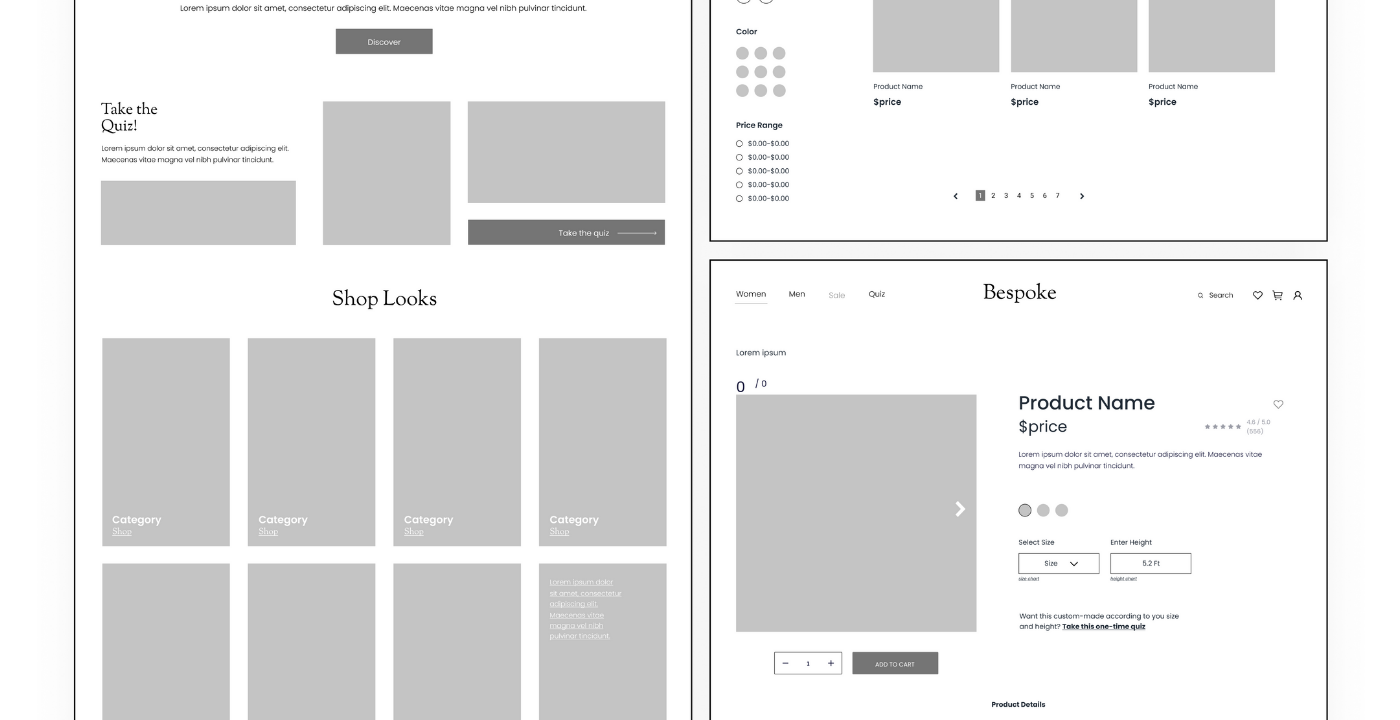 Lorem ipsum dolor sit amet, consectetur adipiscing elit. Maecenas vitae magna vel nibh pulvinar tincidunt.
Discover
Take the
Quiz!
Lorem ipsum dolor sit amet, consectetur adipiscing elit.
Maecenas vitae magna vel nibh pulvinar tincidunt.
Take the quiz
Shop Looks
Category
Shop
Category
Shop
Category
Shop
Category
Shop
Lorem ipsum dolor
sit amet, consectetur
adipiscing elit.
Maecenas vitae
magna vel nibh
pulvinar tincidunt.
Color
Price Range
$0.00-$0.00
$0.00-$0.00
$0.00-$0.00
$0.00-$0.00
$0.00-$0.00
Product Name
$price
Product Name
$price
Product Name
$price
1 2 3 4 5 6 7
Women Men Sale Quiz
Bespoke
Search
Lorem ipsum
0 / 0
Product Name
$price
4.8 / 5.0
(556)
Lorem ipsum dolor sit amet, consectetur adipiscing elit. Maecenas vitae
magna vel nibh pulvinar tincidunt.
Select Size
Size
size chart
Enter Height
5.2 Ft
height chart
Want this custom-made according to you size
and height? Take this one-time quiz
1
ADD TO CART
Product Details